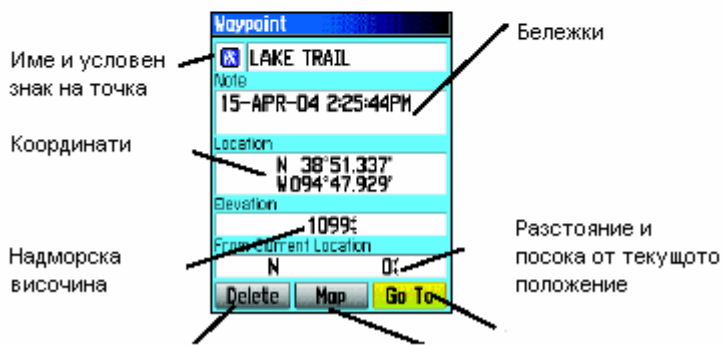 Waypoint
LAKE TRAIL
Note
15-APR-04 2:25:44PM
Location
N 38°51.337'
W094°47.929'
Elevation
1099ft
From Current Location
N 0ft
Delete Map Go To
Име и условен
знак на точка
Координати
Надморска
височина
Бележки
Разстояние и
посока от текущото
положение